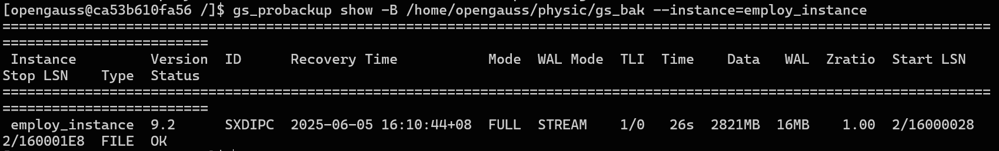 [opengauss@ca53b610fa56 /]$ gs_probackup show -B /home/opengauss/physic/gs_bak --instance=employ_instance
========================================================================================================================
=========================
Instance Version ID Recovery Time Mode WAL Mode TLI Time Data WAL Zratio Start LSN
Stop LSN Type Status
========================================================================================================================
=========================
employ_instance 9.2 SXDIPC 2025-06-05 16:10:44+08 FULL STREAM 1/0 26s 2821MB 16MB 1.00 2/16000028
2/160001E8 FILE OK